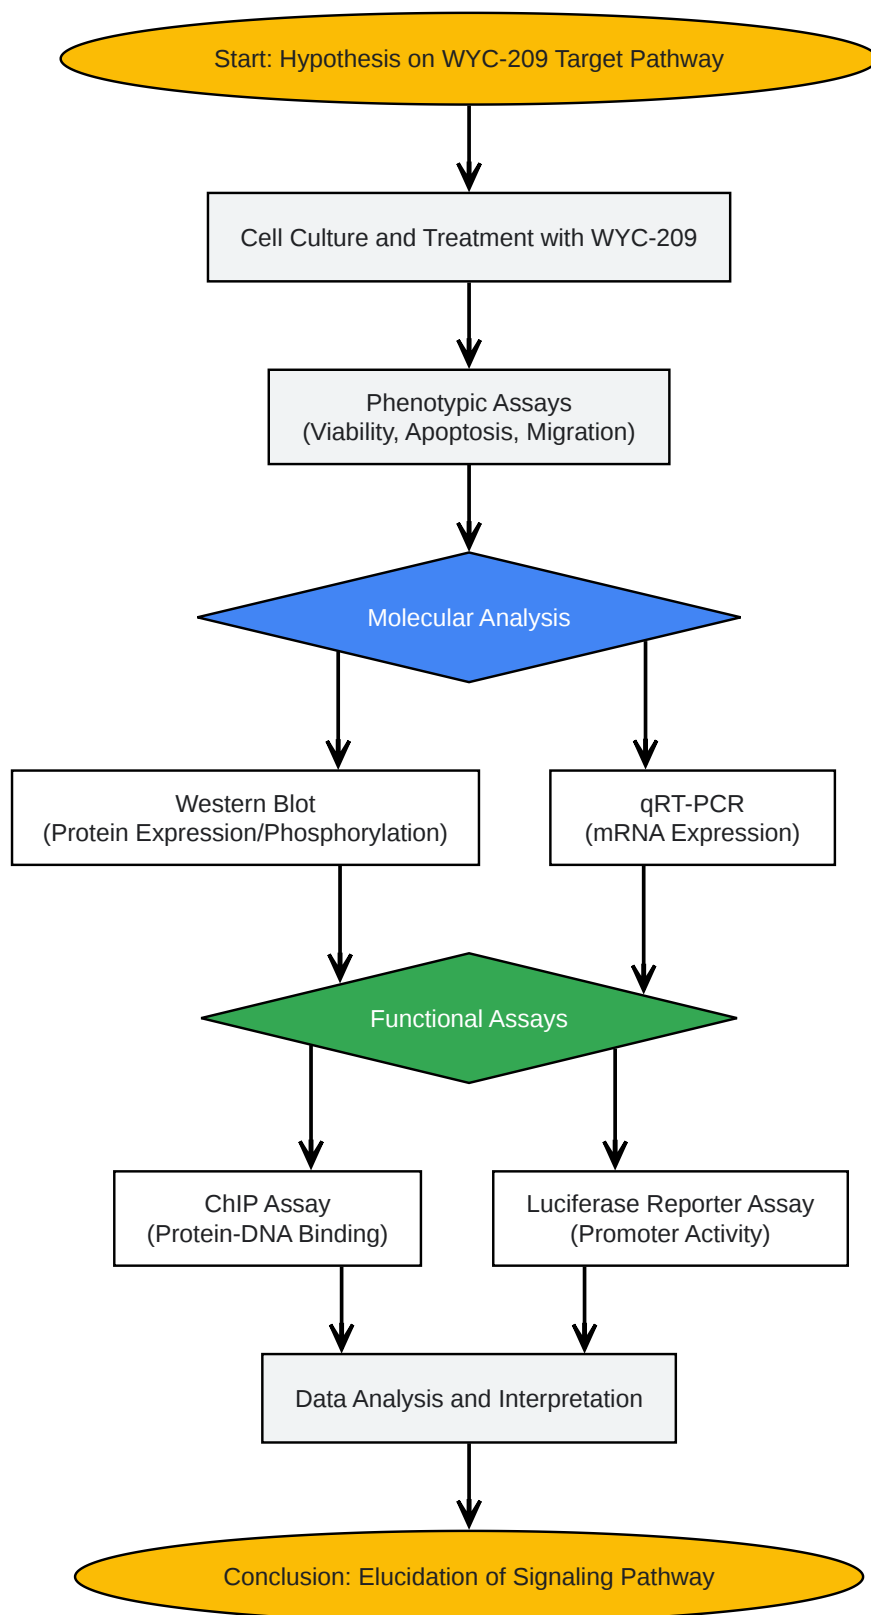 Start: Hypothesis on WYC-209 Target Pathway
Cell Culture and Treatment with WYC-209
Phenotypic Assays
(Viability, Apoptosis, Migration)
Molecular Analysis
Western Blot
(Protein Expression/Phosphorylation)
qRT-PCR
(mRNA Expression)
Functional Assays
ChIP Assay
(Protein-DNA Binding)
Luciferase Reporter Assay
(Promoter Activity)
Data Analysis and Interpretation
Conclusion: Elucidation of Signaling Pathway